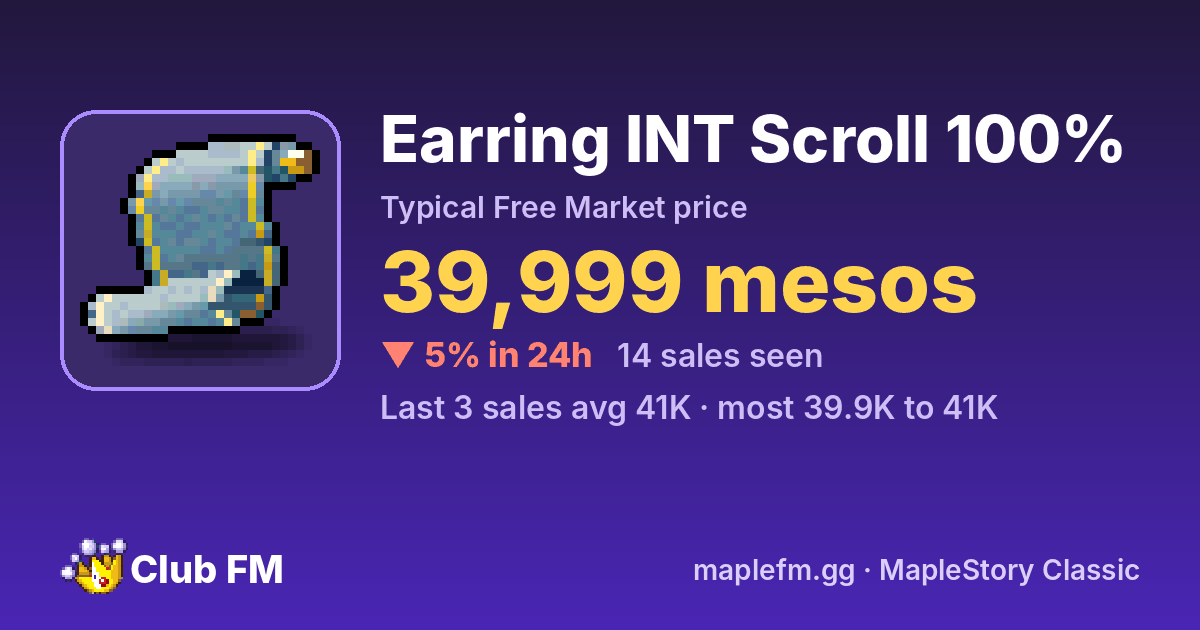 Earring INT Scroll 100%
Typical Free Market price
39,999 mesos
▼ 5% in 24h 14 sales seen
Last 3 sales avg 41K · most 39.9K to 41K
Club FM
maplefm.gg · MapleStory Classic